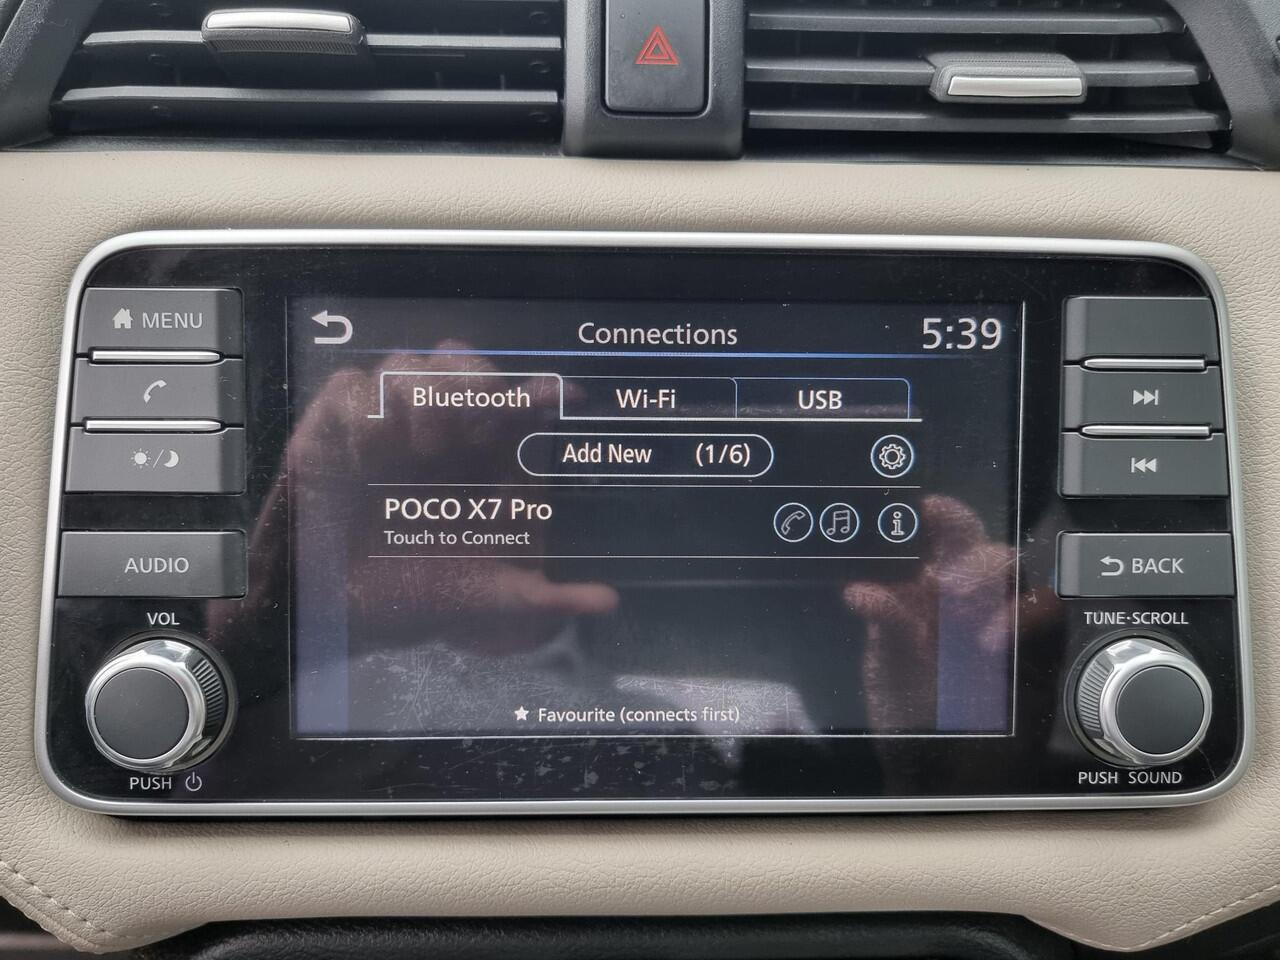 MENU
AUDIO
VOL
PUSH
Connections
5:39
Bluetooth
Wi-Fi
USB
Add New (1/6)
POCO X7 Pro
Touch to Connect
Favourite (connects first)
BACK
TUNE·SCROLL
PUSH SOUND